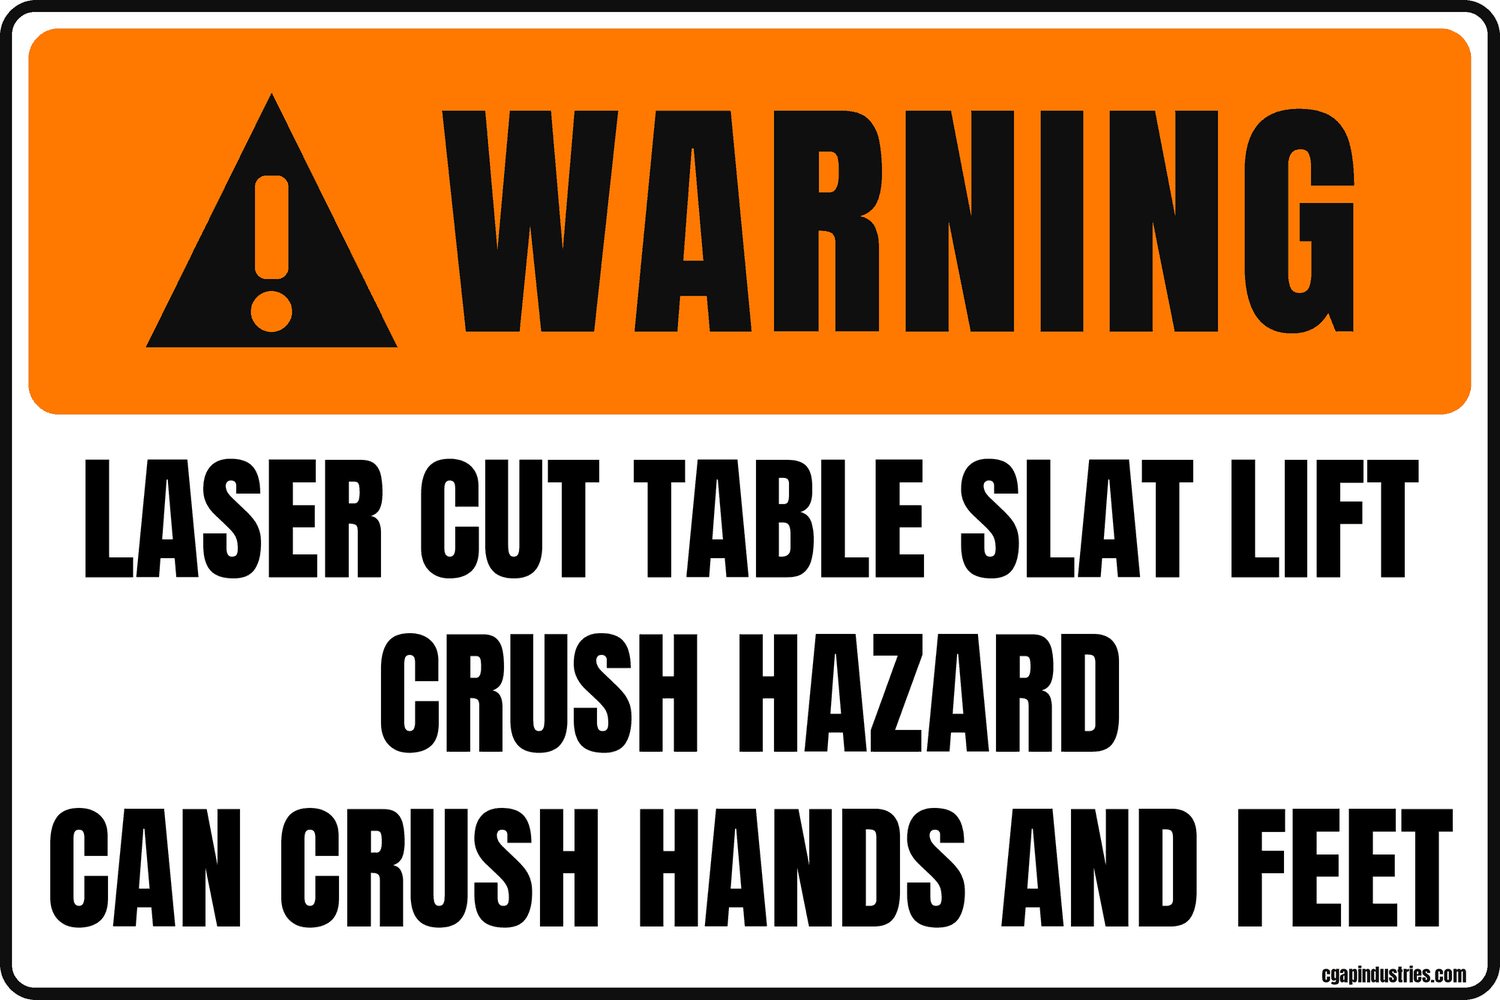 WARNING
LASER CUT TABLE SLAT LIFT
CRUSH HAZARD
CAN CRUSH HANDS AND FEET
cgapindustries.com